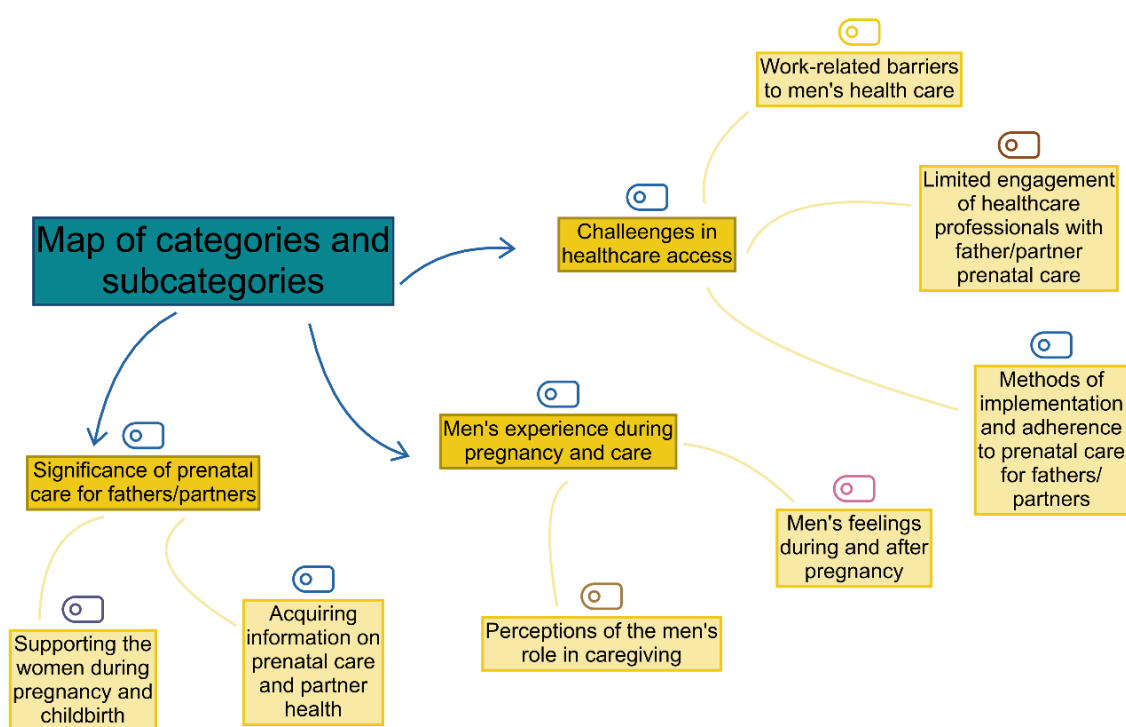 Work-related barriers
to men's health care
Limited engagement
of healthcare
professionals with
father/partner
prenatal care
Challeenges in
healthcare access
Map of categories and
subcategories
Methods of
implementation
and adherence
to prenatal care
for fathers/
partners
Men's experience during
pregnancy and care
Significance of prenatal
care for fathers/partners
Men's feelings
during and after
pregnancy
Acquiring
information on
prenatal care
and partner
health
Perceptions of the men's
role in caregiving
Supporting the
women during
pregnancy and
childbirth